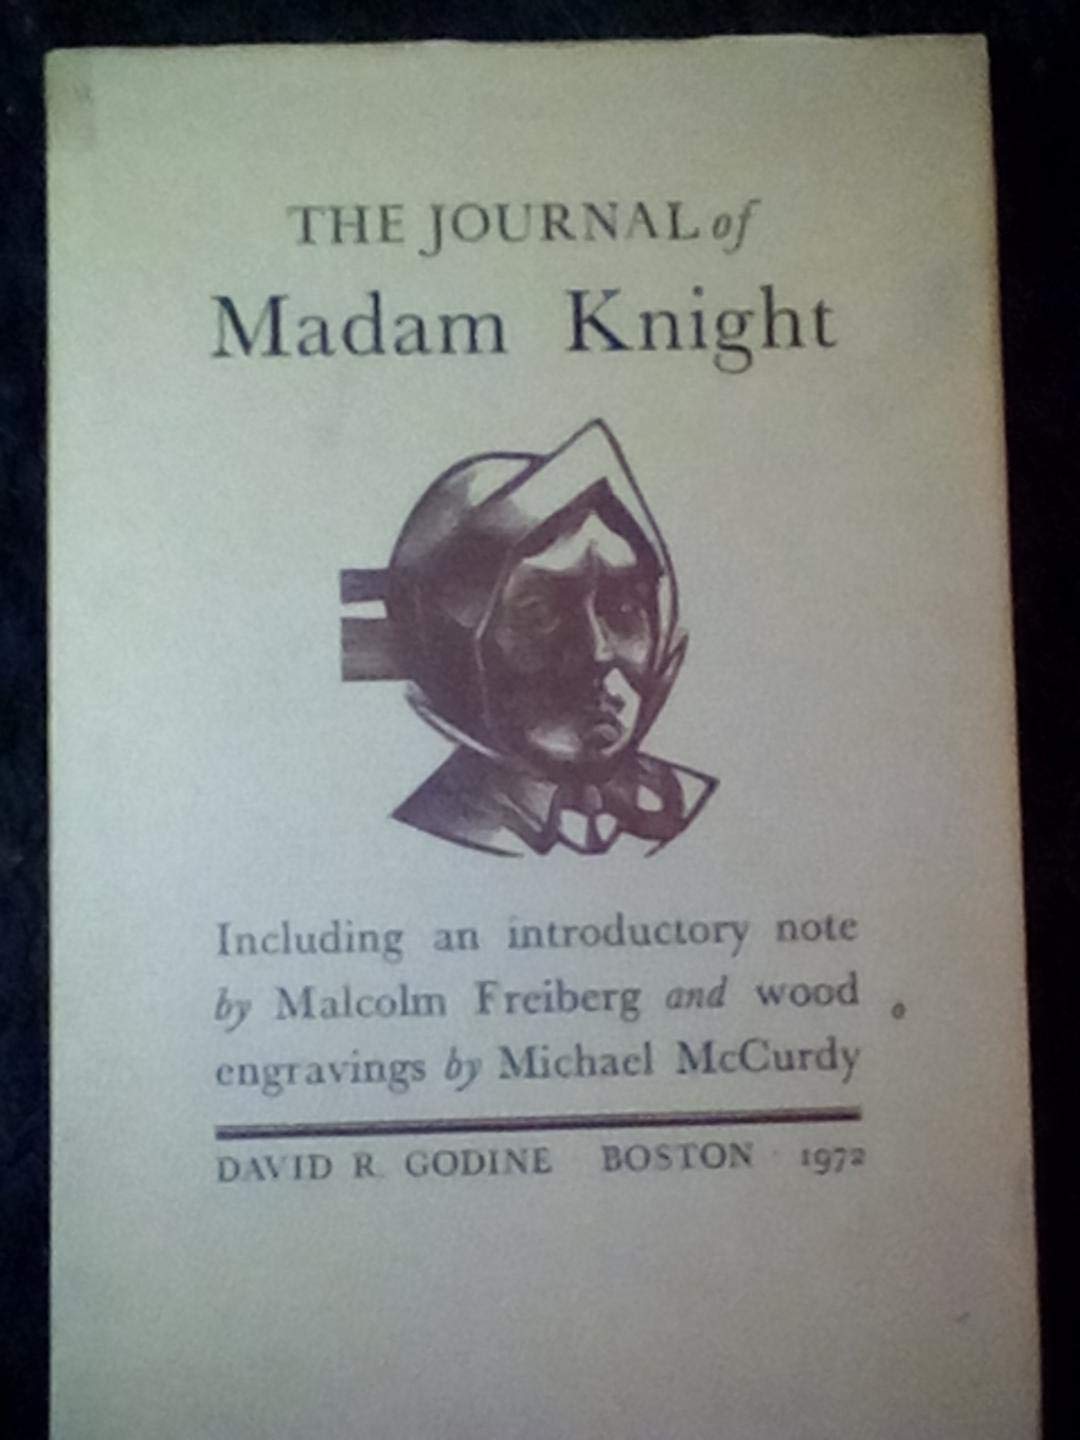 THE JOURNAL of
Madam Knight
Including an introductory note
by Malcolm Freiberg and wood
engravings by Michael McCurdy
DAVID R. GODINE · BOSTON · 1972